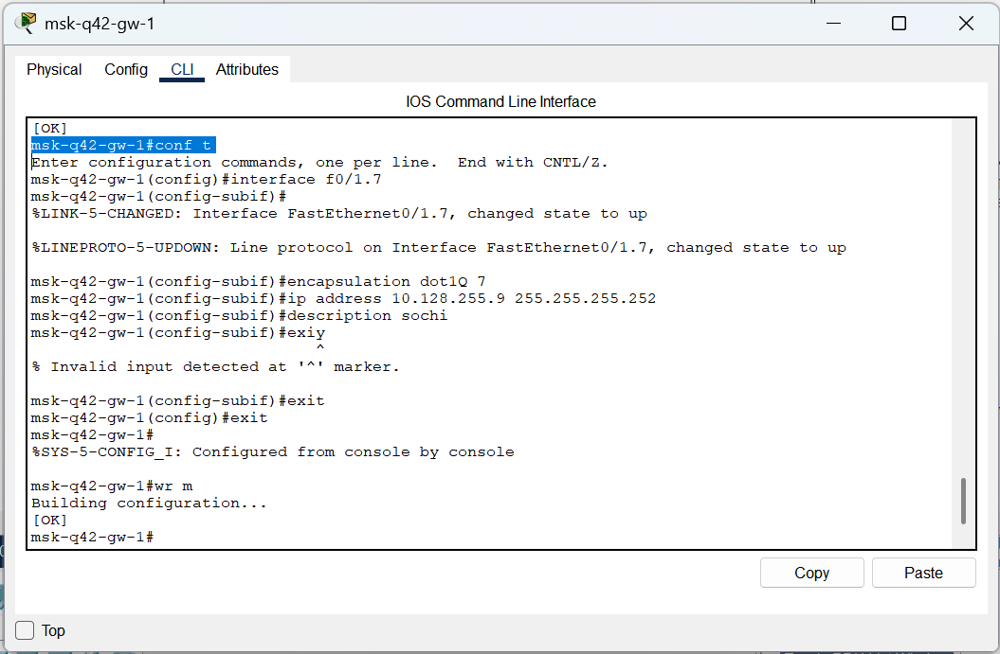 msk-q42-gw-1
Physical Config CLI Attributes
IOS Command Line Interface
[OK]
msk-q42-gw-1#conf t
Enter configuration commands, one per line.  End with CNTL/Z.
msk-q42-gw-1(config)#interface f0/1.7
msk-q42-gw-1(config-subif)#
%LINK-5-CHANGED: Interface FastEthernet0/1.7, changed state to up
%LINEPROTO-5-UPDOWN: Line protocol on Interface FastEthernet0/1.7, changed state to up
msk-q42-gw-1(config-subif)#encapsulation dot1Q 7
msk-q42-gw-1(config-subif)#ip address 10.128.255.9 255.255.255.252
msk-q42-gw-1(config-subif)#description sochi
msk-q42-gw-1(config-subif)#exiy
^
% Invalid input detected at '^' marker.
msk-q42-gw-1(config-subif)#exit
msk-q42-gw-1(config)#exit
msk-q42-gw-1#
%SYS-5-CONFIG_I: Configured from console by console
msk-q42-gw-1#wr m
Building configuration...
[OK]
msk-q42-gw-1#
Copy Paste
Top